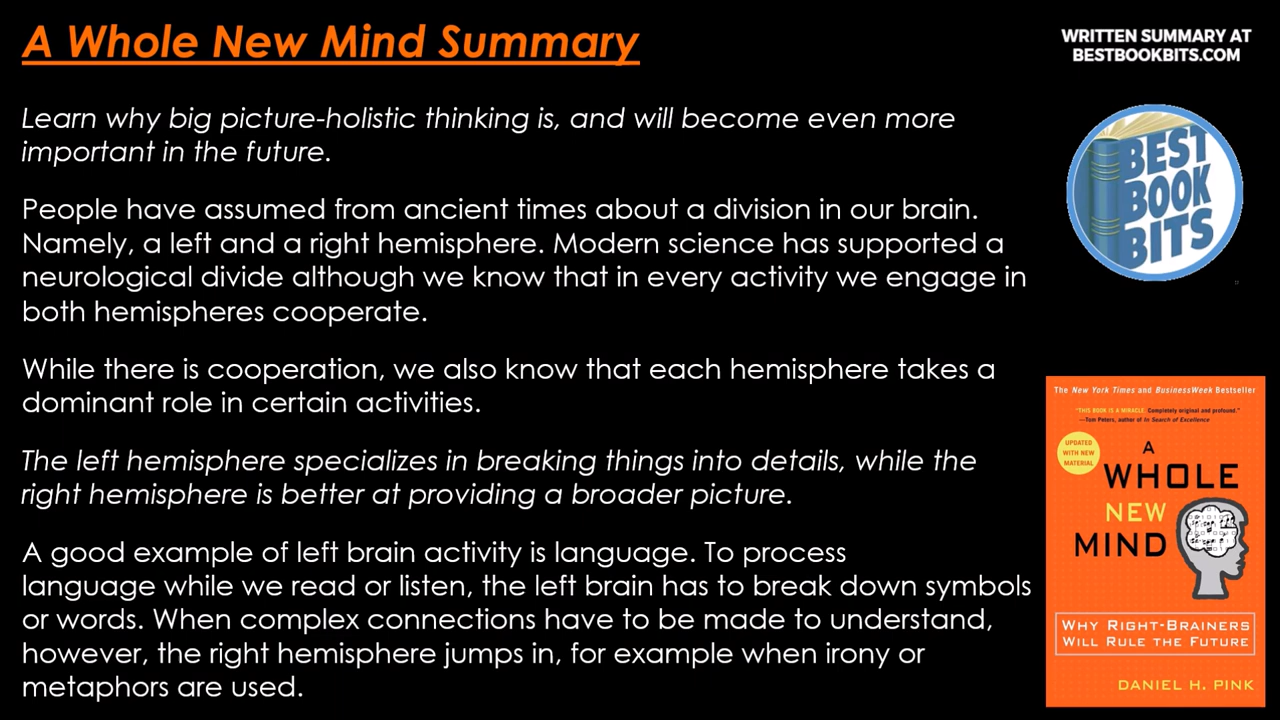 A Whole New Mind Summary
Learn why big picture-holistic thinking is, and will become even more
important in the future.
People have assumed from ancient times about a division in our brain.
Namely, a left and a right hemisphere. Modern science has supported a
neurological divide although we know that in every activity we engage in
both hemispheres cooperate.
While there is cooperation, we also know that each hemisphere takes a
dominant role in certain activities.
The left hemisphere specializes in breaking things into details, while the
right hemisphere is better at providing a broader picture.
A good example of left brain activity is language. To process
language while we read or listen, the left brain has to break down symbols
or words. When complex connections have to be made to understand,
however, the right hemisphere jumps in, for example when irony or
metaphors are used.
WRITTEN SUMMARY AT
BESTBOOKBITS.COM
BEST
BOOK
BITS
The New York Times and BusinessWeek Bestseller
"THIS BOOK IS A MIRACLE. Completely original and profound."
—Tom Peters, author of In Search of Excellence
UPDATED
WITH NEW
MATERIAL
A
WHOLE
NEW
MIND
WHY RIGHT-BRAINERS
WILL RULE THE FUTURE
DANIEL H. PINK